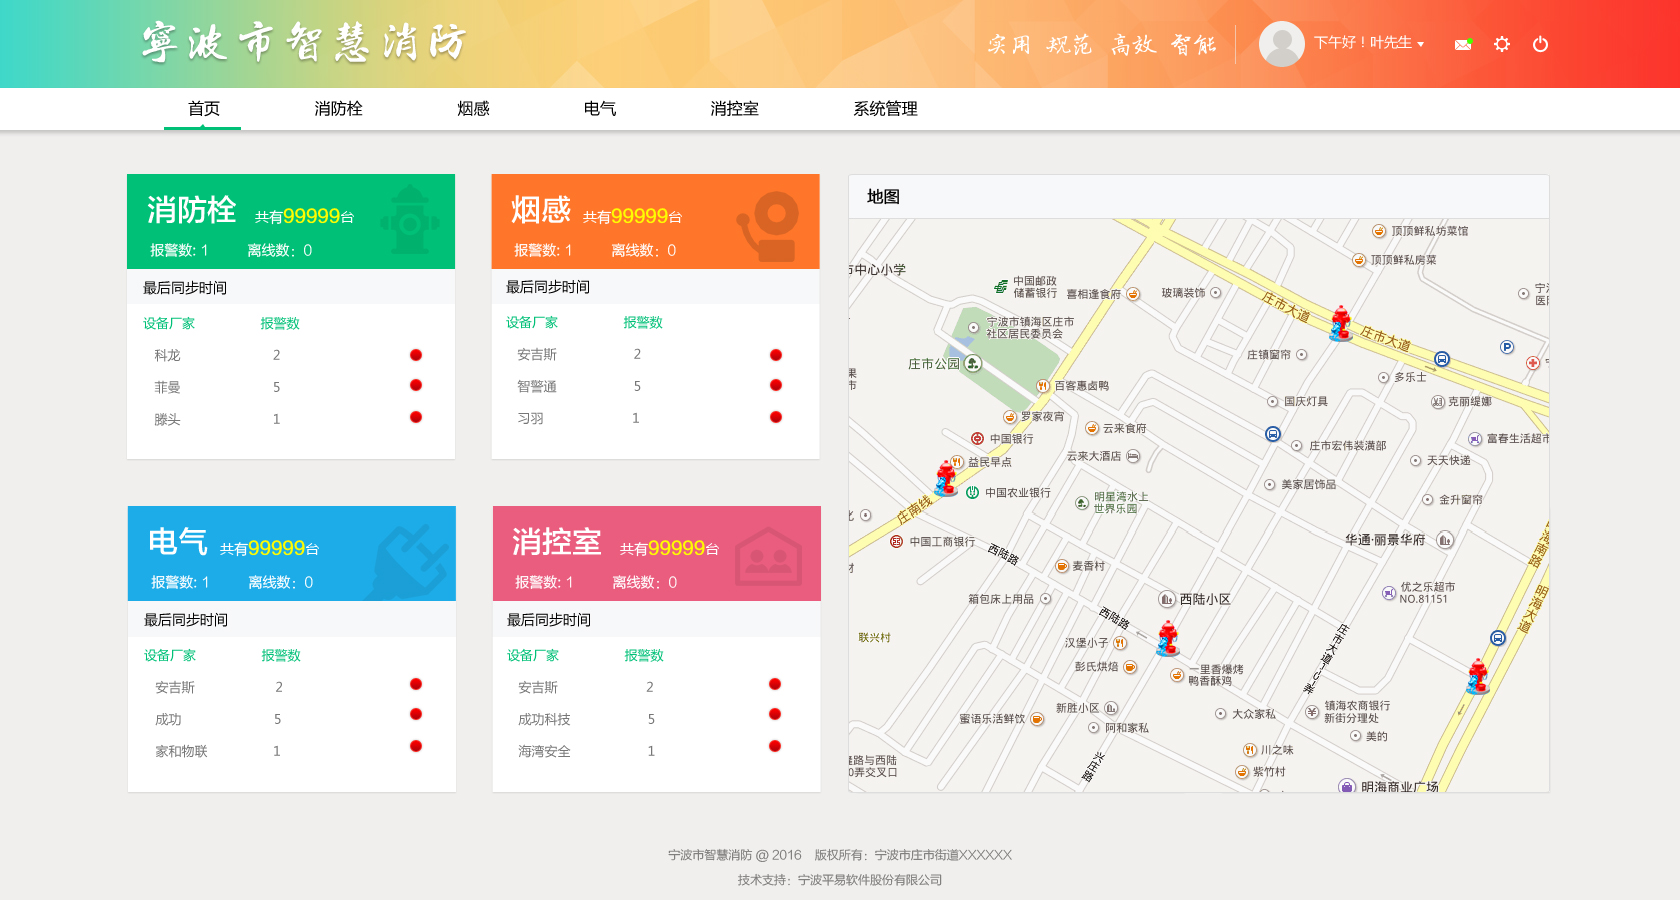 宁波市智慧消防
实用 规范 高效 智能
下午好！叶先生
首页 消防栓 烟感 电气 消控室 系统管理
消防栓 共有99999台
报警数: 1 离线数：0
最后同步时间
设备厂家 报警数
科龙 2
菲曼 5
滕头 1
烟感 共有99999台
报警数: 1 离线数：0
最后同步时间
设备厂家 报警数
安吉斯 2
智警通 5
习羽 1
电气 共有99999台
报警数: 1 离线数：0
最后同步时间
设备厂家 报警数
安吉斯 2
成功 5
家和物联 1
消控室 共有99999台
报警数: 1 离线数：0
最后同步时间
设备厂家 报警数
安吉斯 2
成功科技 5
海湾安全 1
地图
顶顶鲜私坊菜馆
顶顶鲜私房菜
市中心小学
中国邮政
储蓄银行
喜相逢食府
玻璃装饰
庄市大道
庄市大道
宁波市镇海区庄市
社区居民委员会
庄市公园
庄镇窗帘
P
多乐士
百客惠卤鸭
国庆灯具
克丽缇娜
罗家夜宵
云来食府
中国银行
庄市宏伟装潢部
富春生活超市
云来大酒店
益民早点
天天快递
美家居饰品
中国农业银行
明星湾水上
世界乐园
金升窗帘
庄南线
中国工商银行
西陆路
华通·丽景华府
明海南路
麦香村
优之乐超市
NO.81151
箱包床上用品
西陆小区
西陆路
明海大道
联兴村
汉堡小子
彭氏烘焙
一里香爆烤
鸭香酥鸡
新胜小区
大众家私
镇海农商银行
新街分理处
蜜语乐活鲜饮
阿和家私
美的
川之味
兴庄路
紫竹村
隆路与西陆
0弄交叉口
明海商业广场
宁波市智慧消防 @ 2016 版权所有：宁波市庄市街道XXXXXX
技术支持：宁波平易软件股份有限公司